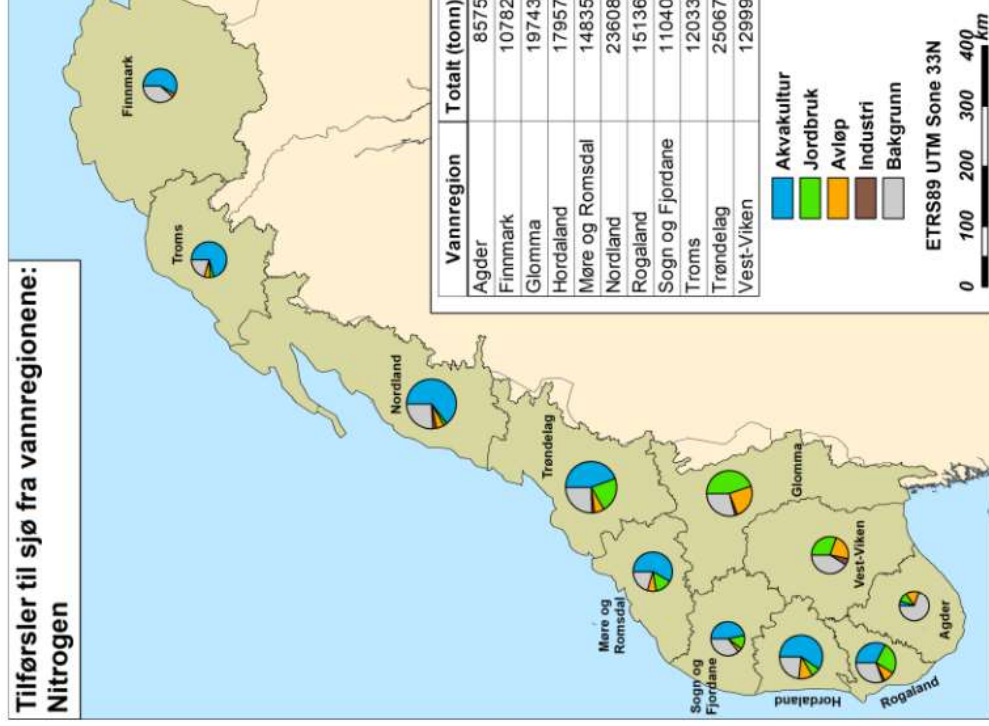 Tilførsler til sjø fra vannregionene:
Nitrogen
Finnmark
Troms
Nordland
Trøndelag
Møre og
Romsdal
Glomma
Sogn og
Fjordane
Vest-Viken
Hordaland
Agder
Rogaland
Vannregion Totalt (tonn)
Agder 8575
Finnmark 10782
Glomma 19743
Hordaland 17957
Møre og Romsdal 14835
Nordland 23608
Rogaland 15136
Sogn og Fjordane 11040
Troms 12033
Trøndelag 25067
Vest-Viken 12999
Akvakultur
Jordbruk
Avløp
Industri
Bakgrunn
ETRS89 UTM Sone 33N
0 100 200 300 400
km